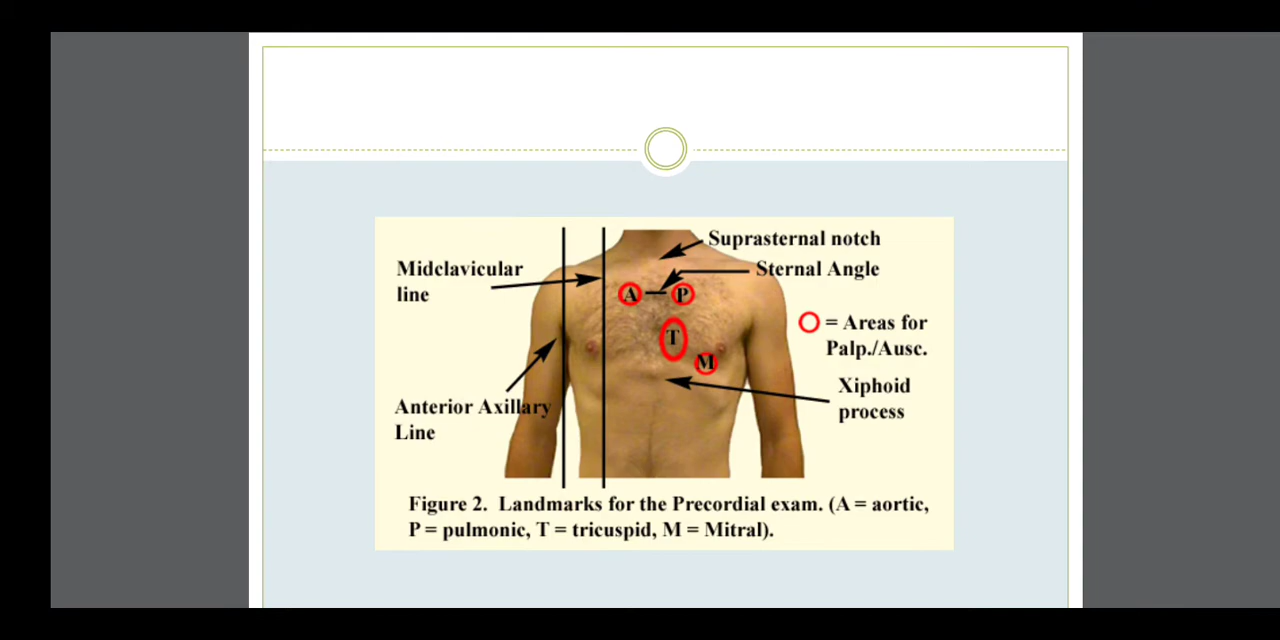 Suprasternal notch
Midclavicular
line
Sternal Angle
A
P
= Areas for
Palp./Ausc.
T
M
Xiphoid
process
Anterior Axillary
Line
Figure 2. Landmarks for the Precordial exam. (A = aortic,
P = pulmonic, T = tricuspid, M = Mitral).